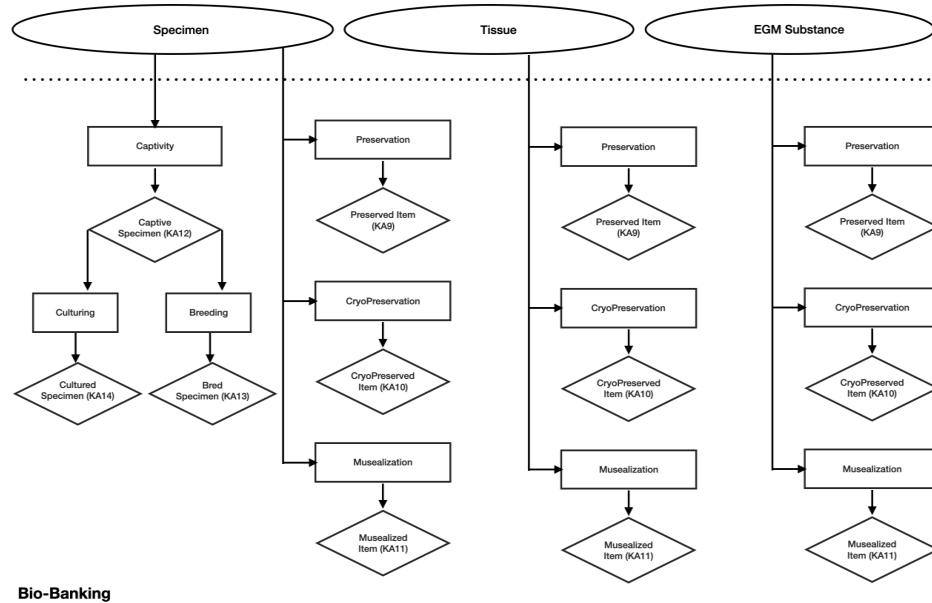 Specimen
Tissue
EGM Substance
Captivity
Preservation
Preservation
Preservation
Captive
Specimen (KA12)
Preserved Item
(KA9)
Preserved Item
(KA9)
Preserved Item
(KA9)
Culturing
Breeding
CryoPreservation
CryoPreservation
CryoPreservation
Cultured
Specimen (KA14)
Bred
Specimen (KA13)
CryoPreserved
Item (KA10)
CryoPreserved
Item (KA10)
CryoPreserved
Item (KA10)
Musealization
Musealization
Musealization
Musealized
Item (KA11)
Musealized
Item (KA11)
Musealized
Item (KA11)
Bio-Banking